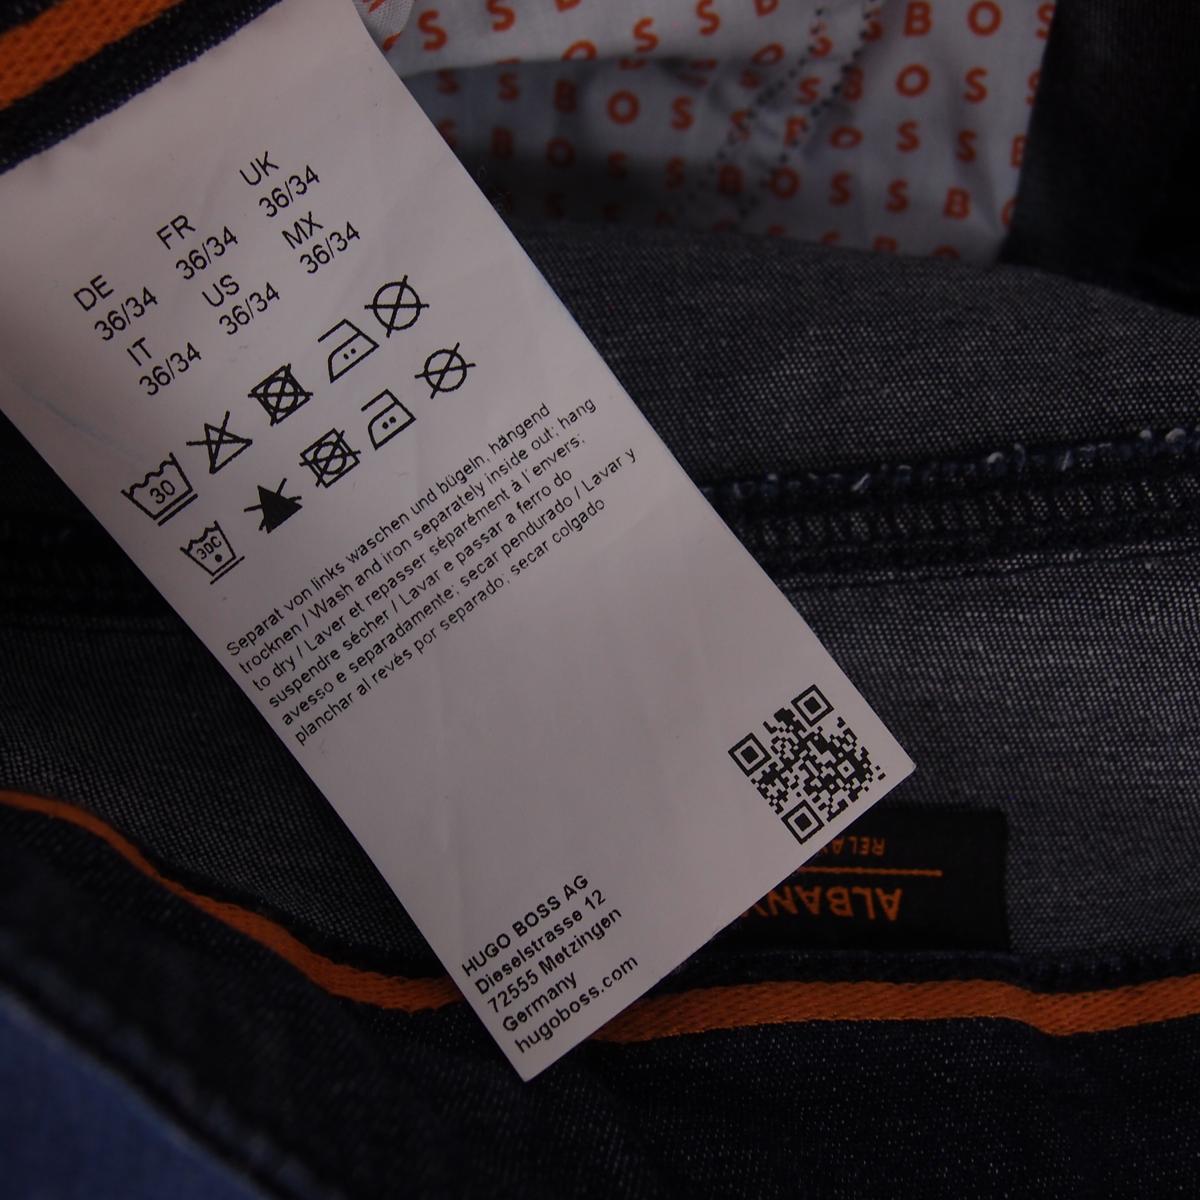 DE
36/34
FR
36/34
UK
36/34
IT
36/34
US
36/34
MX
36/34
30
30C
Separat von links waschen und bügeln, hängend
trocknen / Wash and iron separately inside out; hang
to dry / Laver et repasser séparément à l'envers;
suspendre sécher / Lavar e passar a ferro do
avesso e separadamente; secar pendurado / Lavar y
planchar al revés por separado; secar colgado
HUGO BOSS AG
Dieselstrasse 12
72555 Metzingen
Germany
hugoboss.com
ALBANY
BOSS
BOSS
BOSS
BOSSB